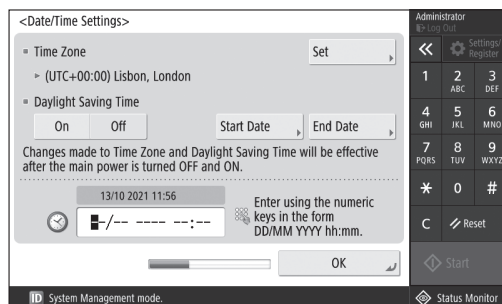 <Date/Time Settings>
Time Zone
Set
(UTC+00:00) Lisbon, London
Daylight Saving Time
On Off Start Date End Date
Changes made to Time Zone and Daylight Saving Time will be effective
after the main power is turned OFF and ON.
13/10 2021 11:56
--/-- ---- --:--
Enter using the numeric
keys in the form
DD/MM YYYY hh:mm.
OK
ID System Management mode.
Administrator
Log Out
Settings/
Register
1 2 3
ABC DEF
4 5 6
GHI JKL MNO
7 8 9
PQRS TUV WXYZ
* 0 #
C Reset
Start
Status Monitor